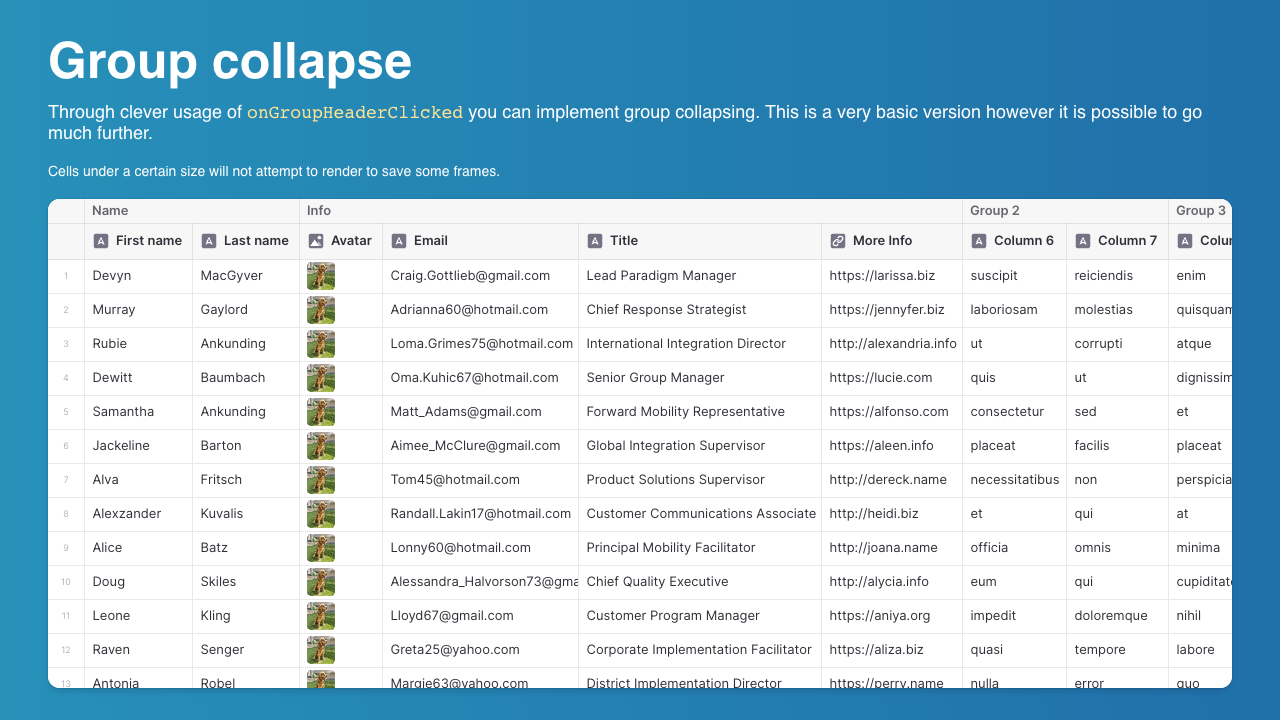 Group collapse
Through clever usage of onGroupHeaderClicked you can implement group collapsing. This is a very basic version however it is possible to go
much further.
Cells under a certain size will not attempt to render to save some frames.
Name Info Group 2 Group 3
First name Last name Avatar Email Title More Info Column 6 Column 7 Colur
1 Devyn MacGyver Craig.Gottlieb@gmail.com Lead Paradigm Manager https://larissa.biz suscipit reiciendis enim
2 Murray Gaylord Adrianna60@hotmail.com Chief Response Strategist https://jennyfer.biz laboriosam molestias quisquam
3 Rubie Ankunding Loma.Grimes75@hotmail.com International Integration Director http://alexandria.info ut corrupti atque
4 Dewitt Baumbach Oma.Kuhic67@hotmail.com Senior Group Manager https://lucie.com quis ut dignissim
5 Samantha Ankunding Matt_Adams@gmail.com Forward Mobility Representative https://alfonso.com consectetur sed et
6 Jackeline Barton Aimee_McClure@gmail.com Global Integration Supervisor https://aleen.info placeat facilis placeat
7 Alva Fritsch Tom45@hotmail.com Product Solutions Supervisor http://dereck.name necessitatibus non perspicia
8 Alexzander Kuvalis Randall.Lakin17@hotmail.com Customer Communications Associate http://heidi.biz et qui at
9 Alice Batz Lonny60@hotmail.com Principal Mobility Facilitator http://joana.name officia omnis minima
10 Doug Skiles Alessandra_Halvorson73@gma Chief Quality Executive http://alycia.info eum qui cupiditate
11 Leone Kling Lloyd67@gmail.com Customer Program Manager https://aniya.org impedit doloremque nihil
12 Raven Senger Greta25@yahoo.com Corporate Implementation Facilitator https://aliza.biz quasi tempore labore
13 Antonia Robel Margie63@yahoo.com District Implementation Director https://perry.name nulla error quo